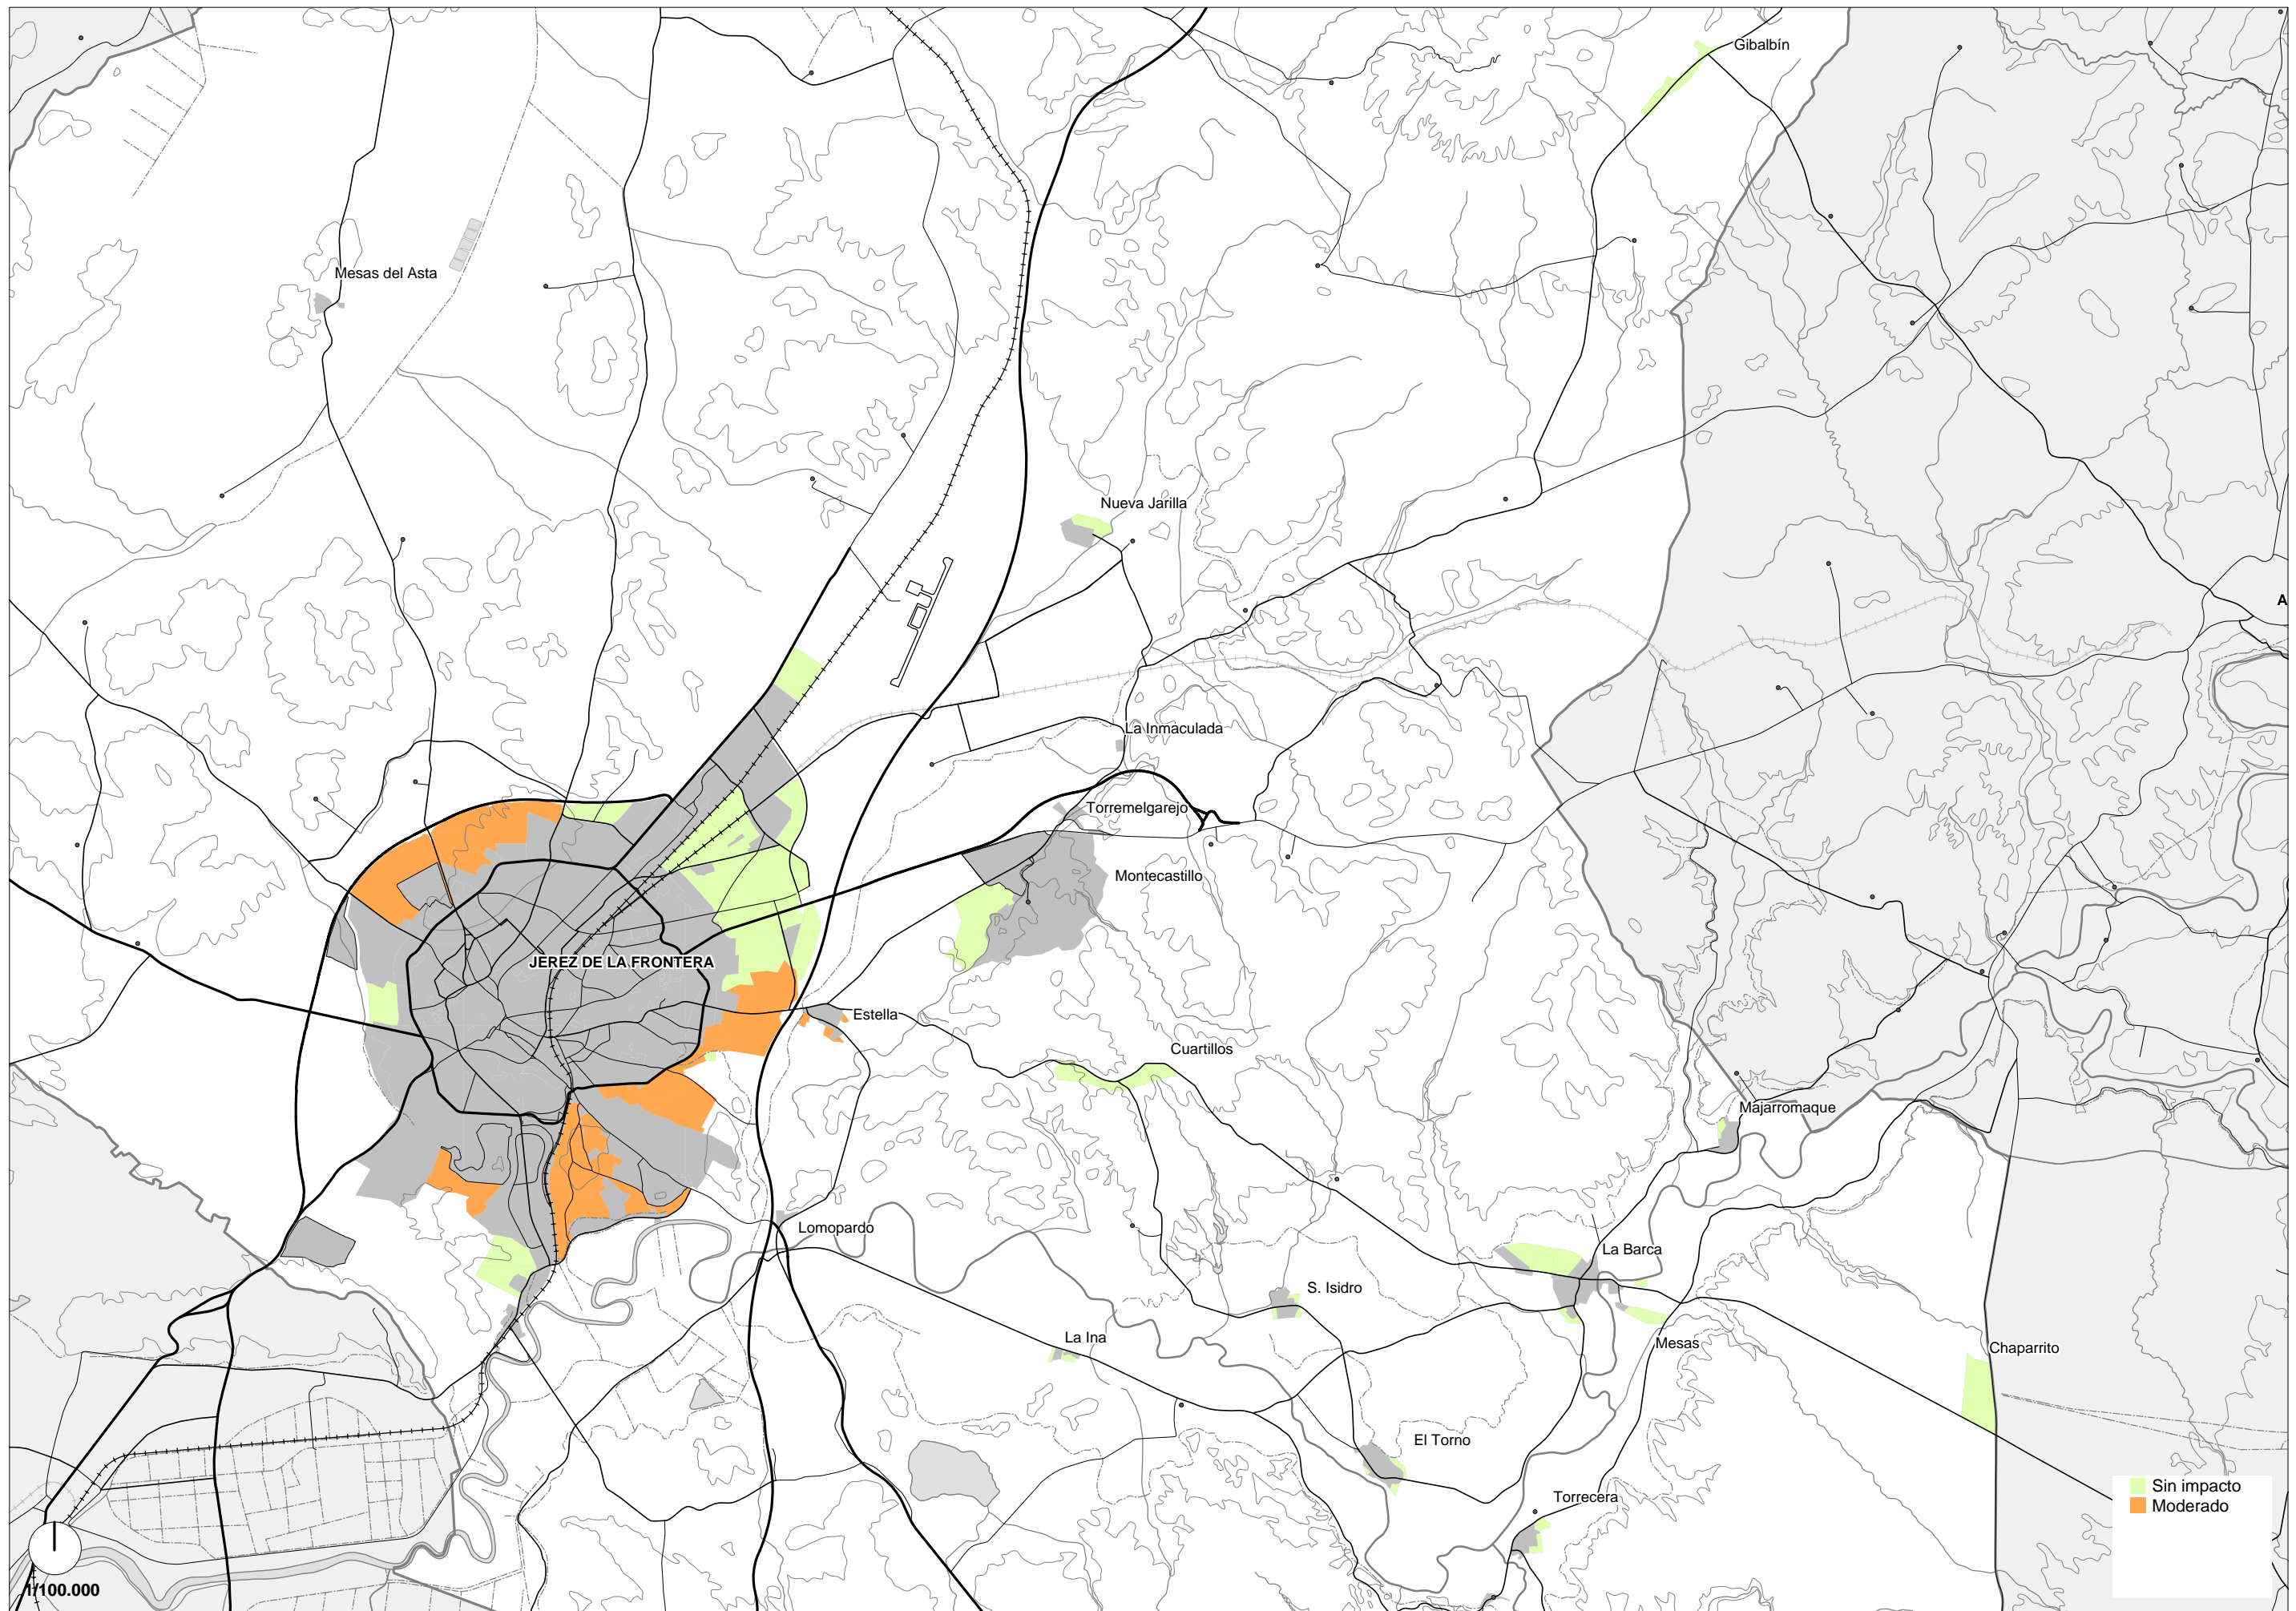 Gibalbín
Mesas del Asta
Nueva Jarilla
A
La Inmaculada
Torremelgarejo
Montecastillo
JEREZ DE LA FRONTERA
Estella
Cuartillos
Majarromaque
Lomopardo
La Barca
S. Isidro
La Ina
Mesas
Chaparrito
El Torno
Torrecera
Sin impacto
Moderado
1/100.000